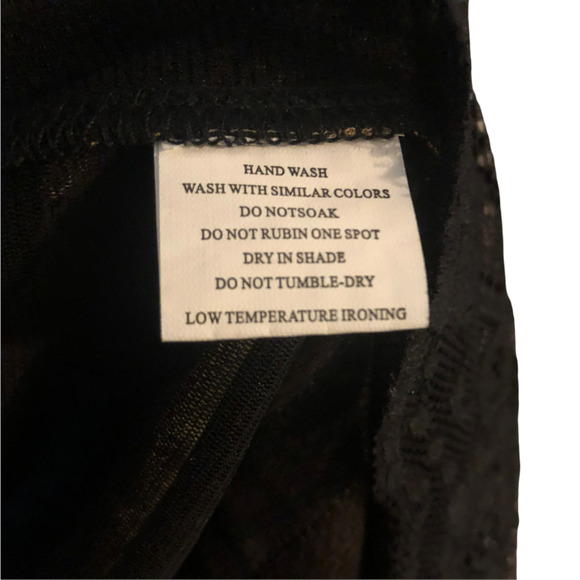 HAND WASH
WASH WITH SIMILAR COLORS
DO NOTSOAK
DO NOT RUBIN ONE SPOT
DRY IN SHADE
DO NOT TUMBLE-DRY
LOW TEMPERATURE IRONING